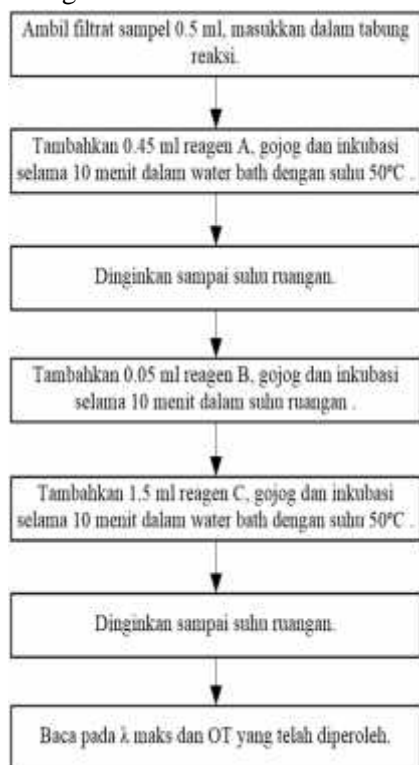 Ambil filtrat sampel 0.5 ml, masukkan dalam tabung
reaksi.
Tambahkan 0.45 ml reagen A, gojog dan inkubasi
selama 10 menit dalam water bath dengan suhu 50ºC .
Dinginkan sampai suhu ruangan.
Tambahkan 0.05 ml reagen B, gojog dan inkubasi
selama 10 menit dalam suhu ruangan .
Tambahkan 1.5 ml reagen C, gojog dan inkubasi
selama 10 menit dalam water bath dengan suhu 50ºC .
Dinginkan sampai suhu ruangan.
Baca pada λ maks dan OT yang telah diperoleh.